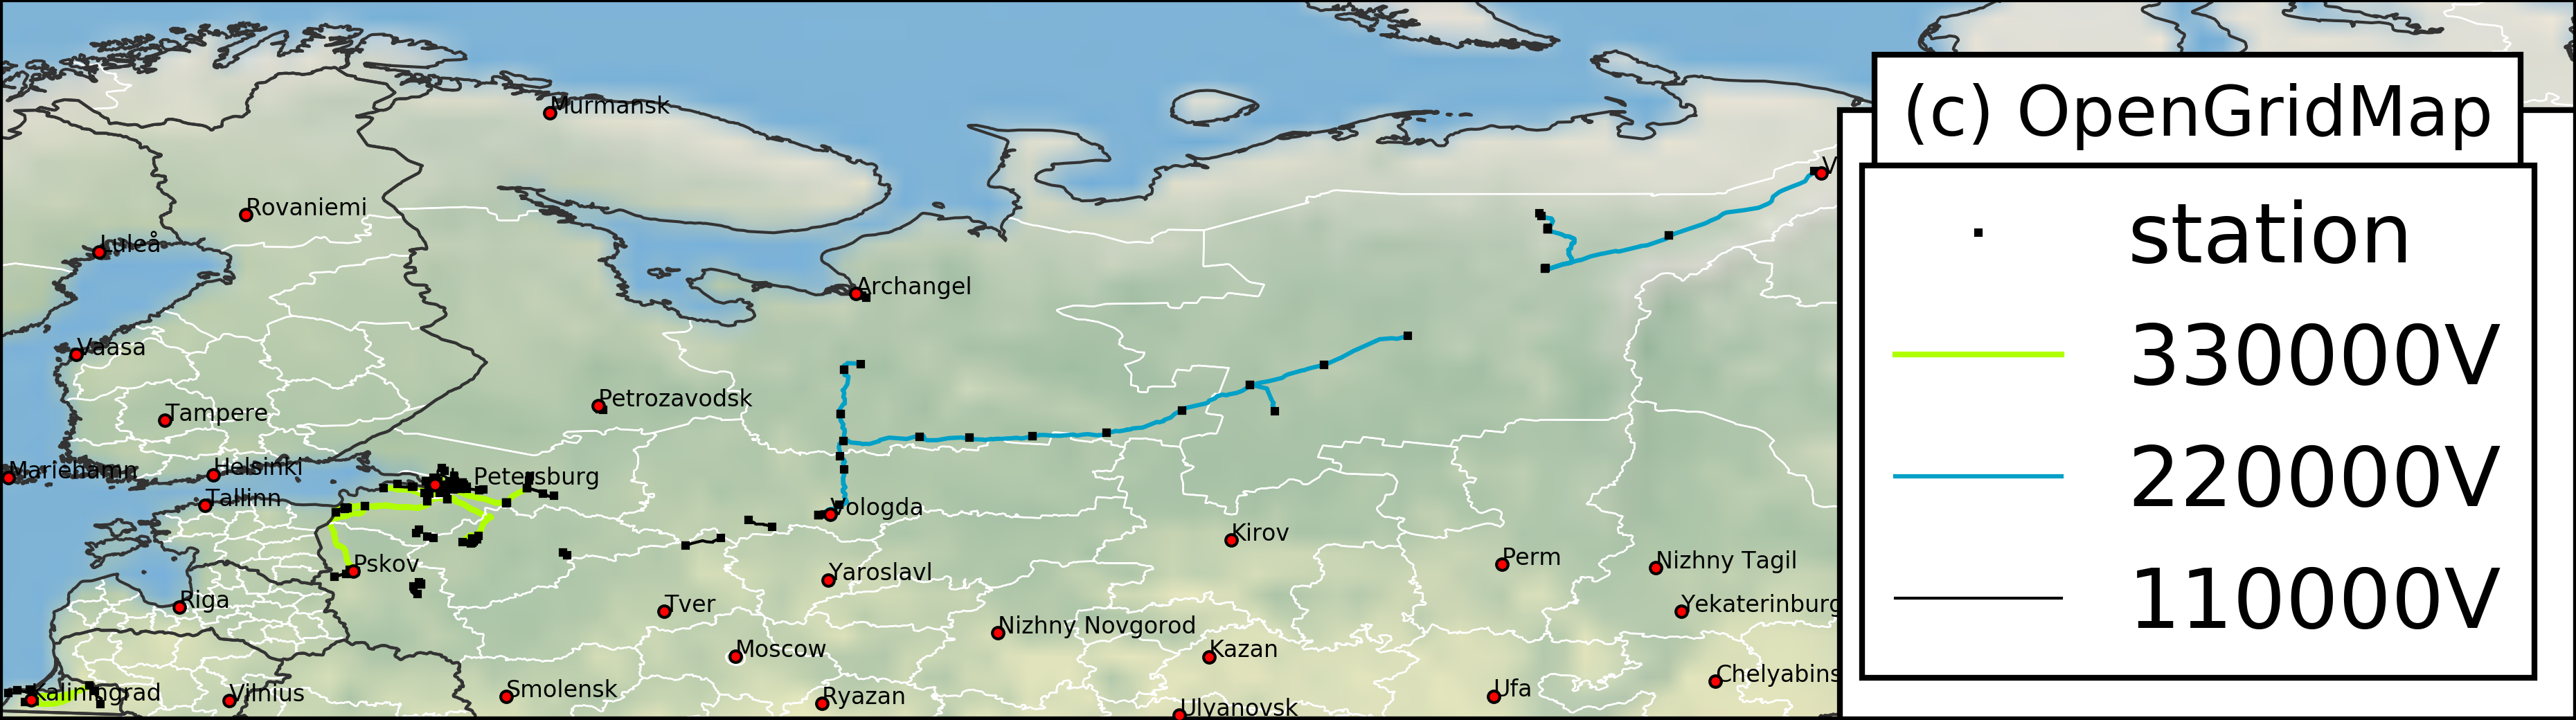 Murmansk
(c) OpenGridMap
V
Rovaniemi
station
Luleå
Archangel
330000V
Vaasa
Petrozavodsk
Tampere
220000V
Mariehamn
Helsinki
Petersburg
Tallinn
Vologda
Kirov
Pskov
Perm
Nizhny Tagil
Yaroslavl
Riga
Tver
Yekaterinburg
110000V
Nizhny Novgorod
Moscow
Kazan
Chelyabins
Kaliningrad
Vilnius
Smolensk
Ryazan
Ufa
Ulyanovsk